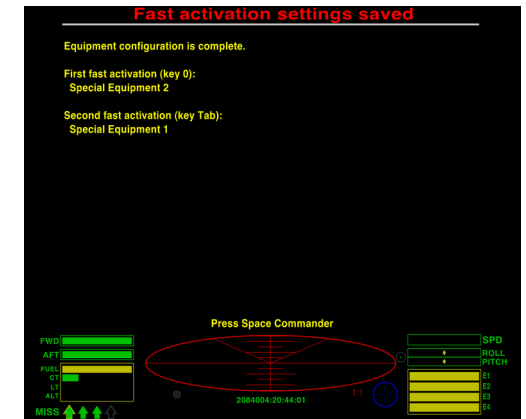 Fast activation settings saved
Equipment configuration is complete.
First fast activation (key 0):
Special Equipment 2
Second fast activation (key Tab):
Special Equipment 1
Press Space Commander
FWD
AFT
FUEL
CT
LT
ALT
MISS
2084004:20:44:01
1:1
SPD
ROLL
PITCH
E1
E2
E3
E4